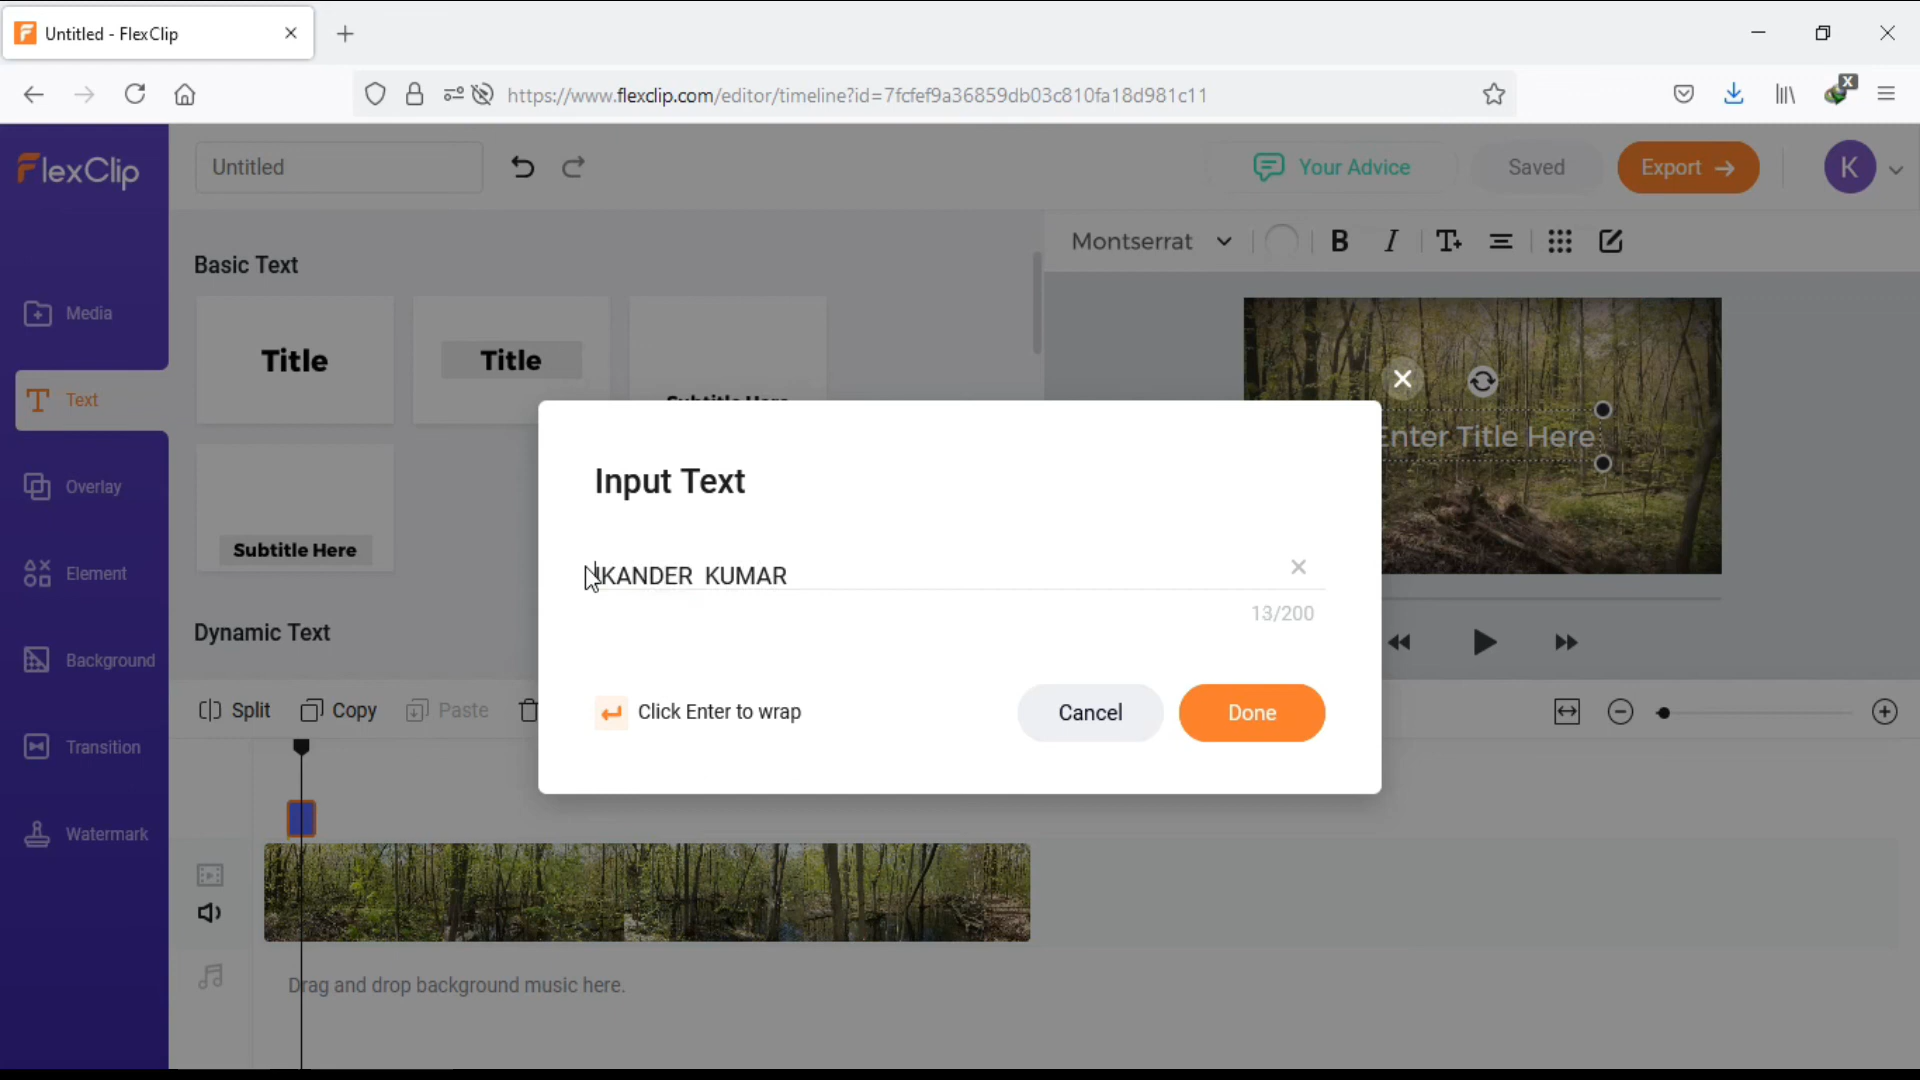 Untitled - FlexClip
https://www.flexclip.com/editor/timeline?id=7fcfef9a36859db03c810fa18d981c11
FlexClip
Untitled
Your Advice
Saved
Export
K
Montserrat
B
I
Basic Text
Title
Title
Subtitle Here
Media
Text
Overlay
Element
Background
Transition
Watermark
Enter Title Here
Input Text
KUMAR
13/200
Click Enter to wrap
Cancel
Done
Subtitle Here
Dynamic Text
Split
Copy
Paste
Drag and drop background music here.